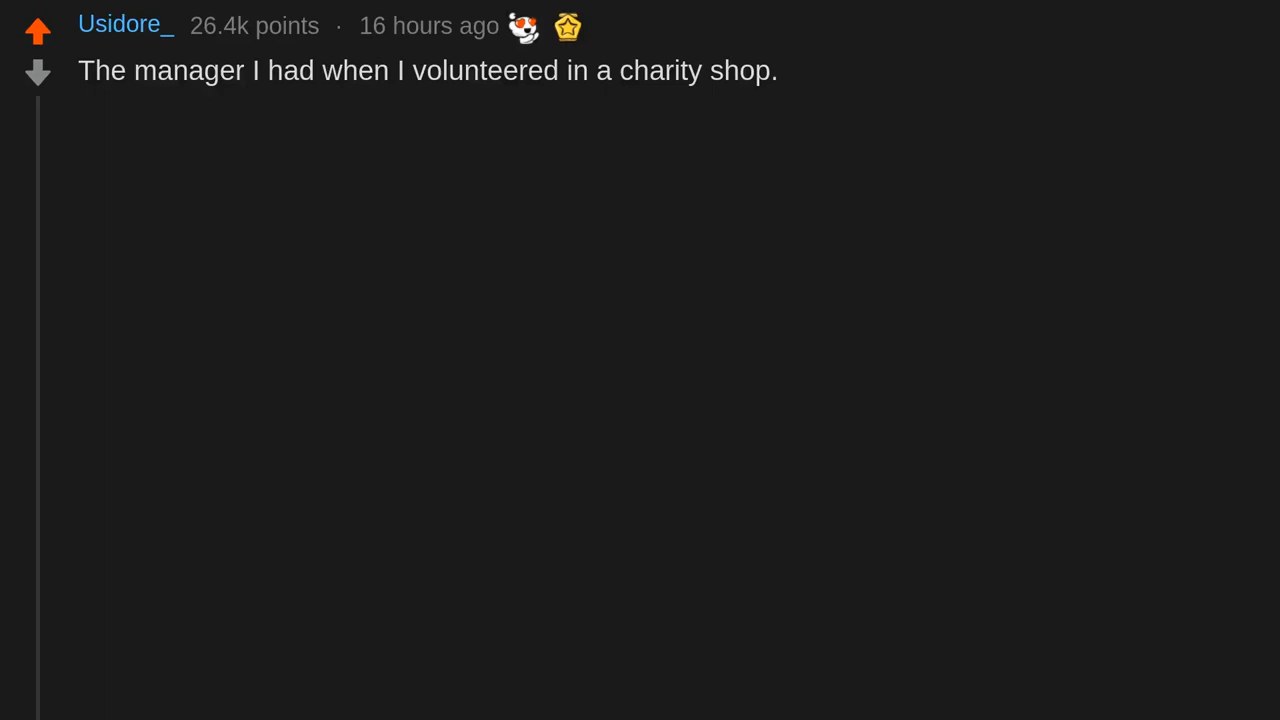 Usidore_ 26.4k points · 16 hours ago
The manager I had when I volunteered in a charity shop.